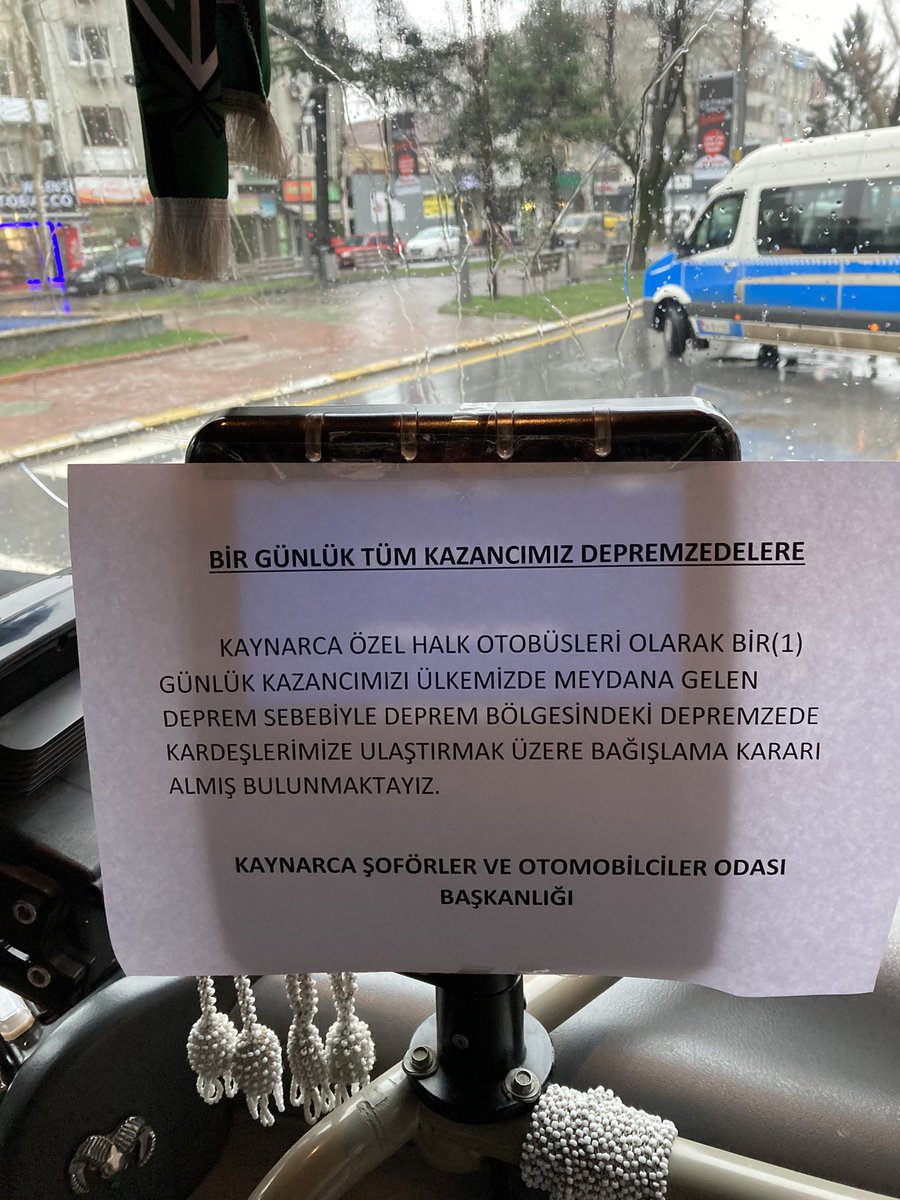 BİR GÜNLÜK TÜM KAZANCIMIZ DEPREMZEDELERE
KAYNARCA ÖZEL HALK OTOBÜSLERİ OLARAK BİR(1)
GÜNLÜK KAZANCIMIZI ÜLKEMİZDE MEYDANA GELEN
DEPREM SEBEBİYLE DEPREM BÖLGESİNDEKİ DEPREMZEDE
KARDEŞLERİMİZE ULAŞTIRMAK ÜZERE BAĞIŞLAMA KARARI
ALMIŞ BULUNMAKTAYIZ.
KAYNARCA ŞOFÖRLER VE OTOMOBİLCİLER ODASI
BAŞKANLIĞI